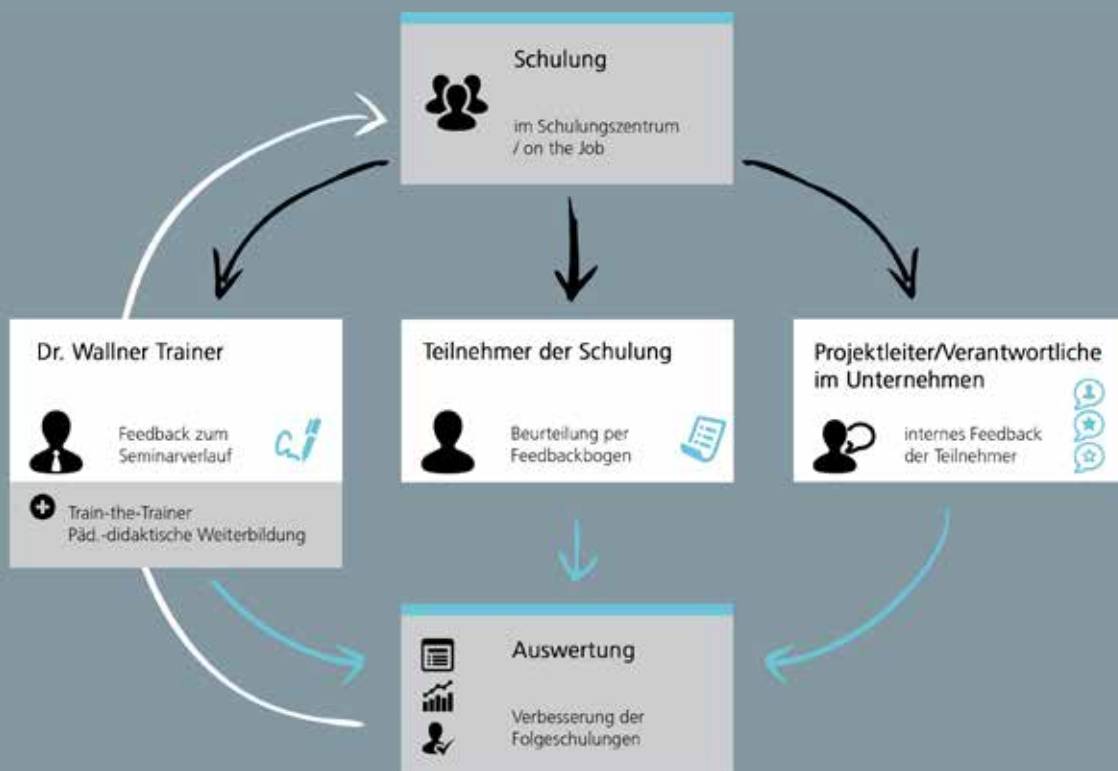 Schulung
im Schulungszentrum
/ on the Job
Dr. Wallner Trainer
Feedback zum
Seminarverlauf
Train-the-Trainer
Päd.-didaktische Weiterbildung
Teilnehmer der Schulung
Beurteilung per
Feedbackbogen
Projektleiter/Verantwortliche
im Unternehmen
internes Feedback
der Teilnehmer
Auswertung
Verbesserung der
Folgeschulungen